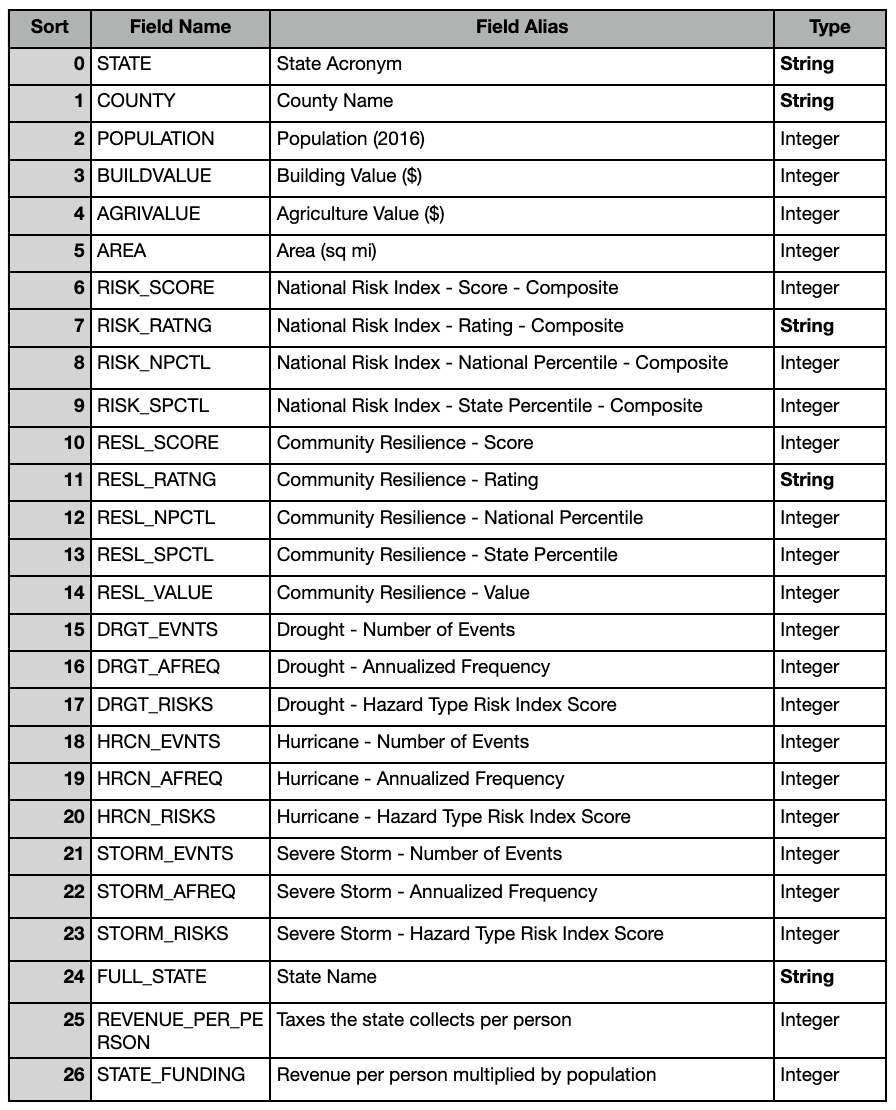 Sort Field Name Field Alias Type
0 STATE State Acronym String
1 COUNTY County Name String
2 POPULATION Population (2016) Integer
3 BUILDVALUE Building Value ($) Integer
4 AGRIVALUE Agriculture Value ($) Integer
5 AREA Area (sq mi) Integer
6 RISK_SCORE National Risk Index - Score - Composite Integer
7 RISK_RATNG National Risk Index - Rating - Composite String
8 RISK_NPCTL National Risk Index - National Percentile - Composite Integer
9 RISK_SPCTL National Risk Index - State Percentile - Composite Integer
10 RESL_SCORE Community Resilience - Score Integer
11 RESL_RATNG Community Resilience - Rating String
12 RESL_NPCTL Community Resilience - National Percentile Integer
13 RESL_SPCTL Community Resilience - State Percentile Integer
14 RESL_VALUE Community Resilience - Value Integer
15 DRGT_EVNTS Drought - Number of Events Integer
16 DRGT_AFREQ Drought - Annualized Frequency Integer
17 DRGT_RISKS Drought - Hazard Type Risk Index Score Integer
18 HRCN_EVNTS Hurricane - Number of Events Integer
19 HRCN_AFREQ Hurricane - Annualized Frequency Integer
20 HRCN_RISKS Hurricane - Hazard Type Risk Index Score Integer
21 STORM_EVNTS Severe Storm - Number of Events Integer
22 STORM_AFREQ Severe Storm - Annualized Frequency Integer
23 STORM_RISKS Severe Storm - Hazard Type Risk Index Score Integer
24 FULL_STATE State Name String
25 REVENUE_PER_PE Taxes the state collects per person Integer
RSON
26 STATE_FUNDING Revenue per person multiplied by population Integer